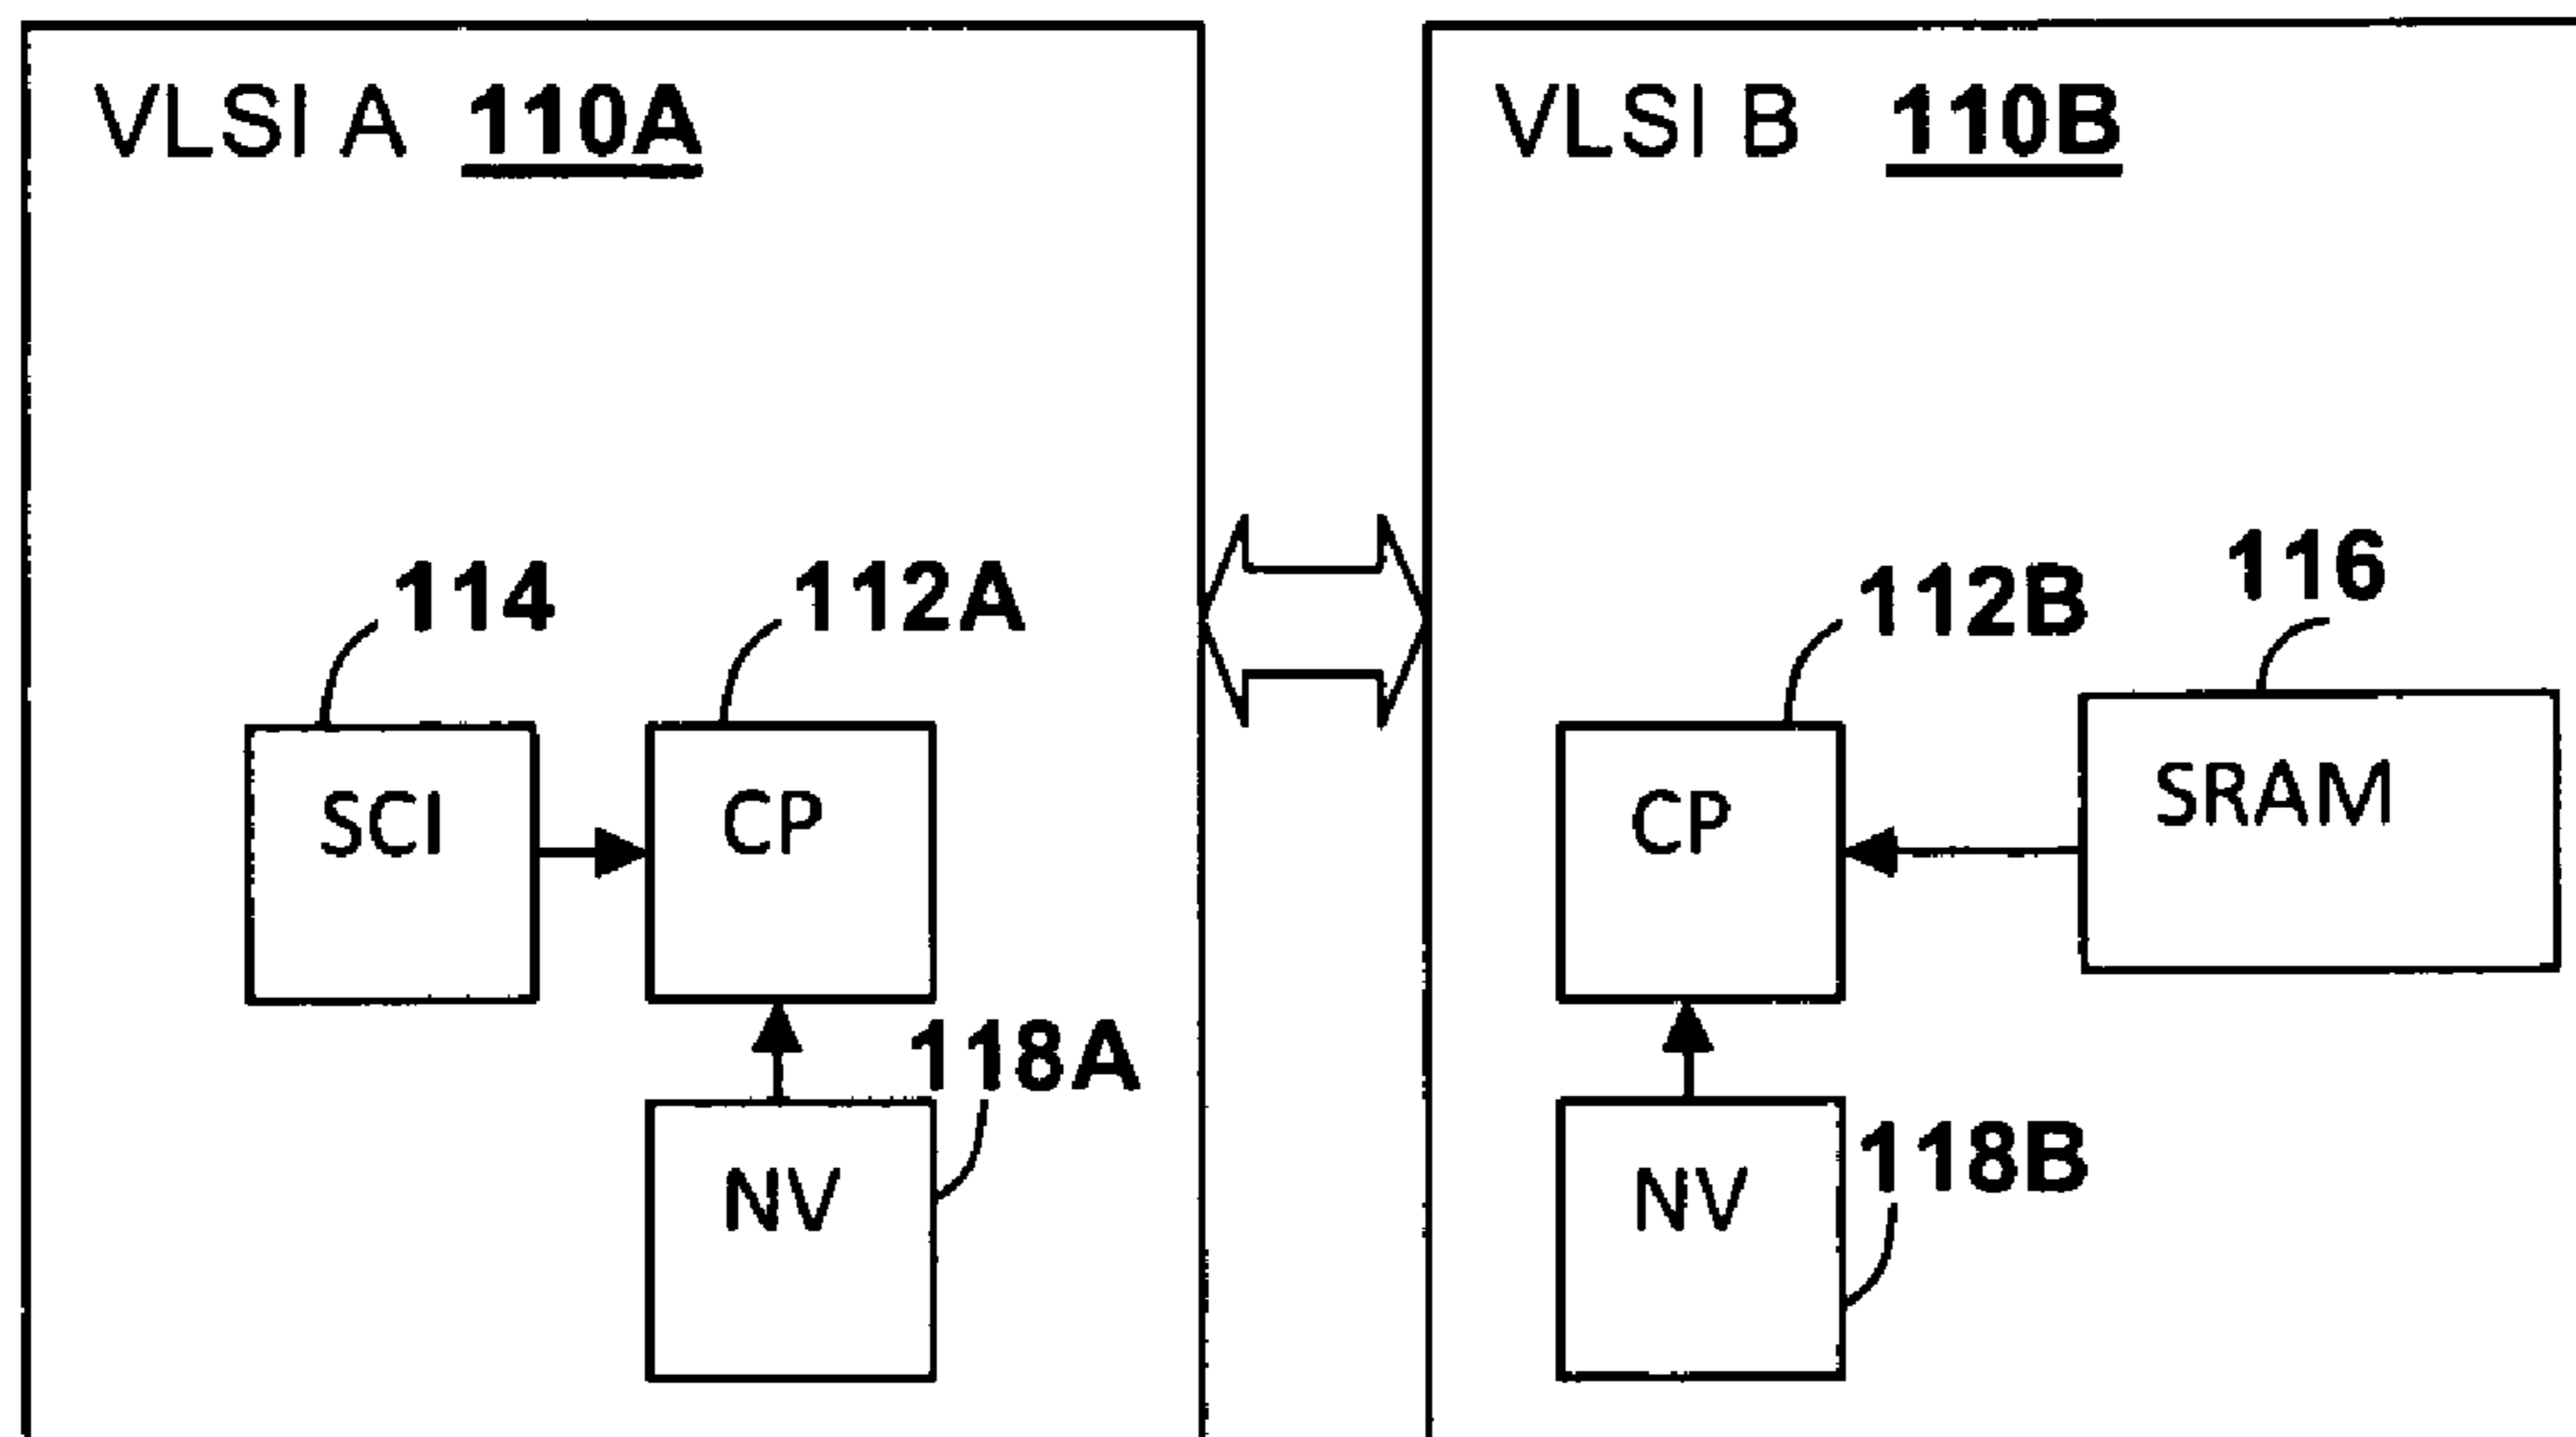 VLSI A 110A
VLSI B 110B
114
112A
112B
116
SCI
CP
CP
SRAM
118A
NV
NV
118B